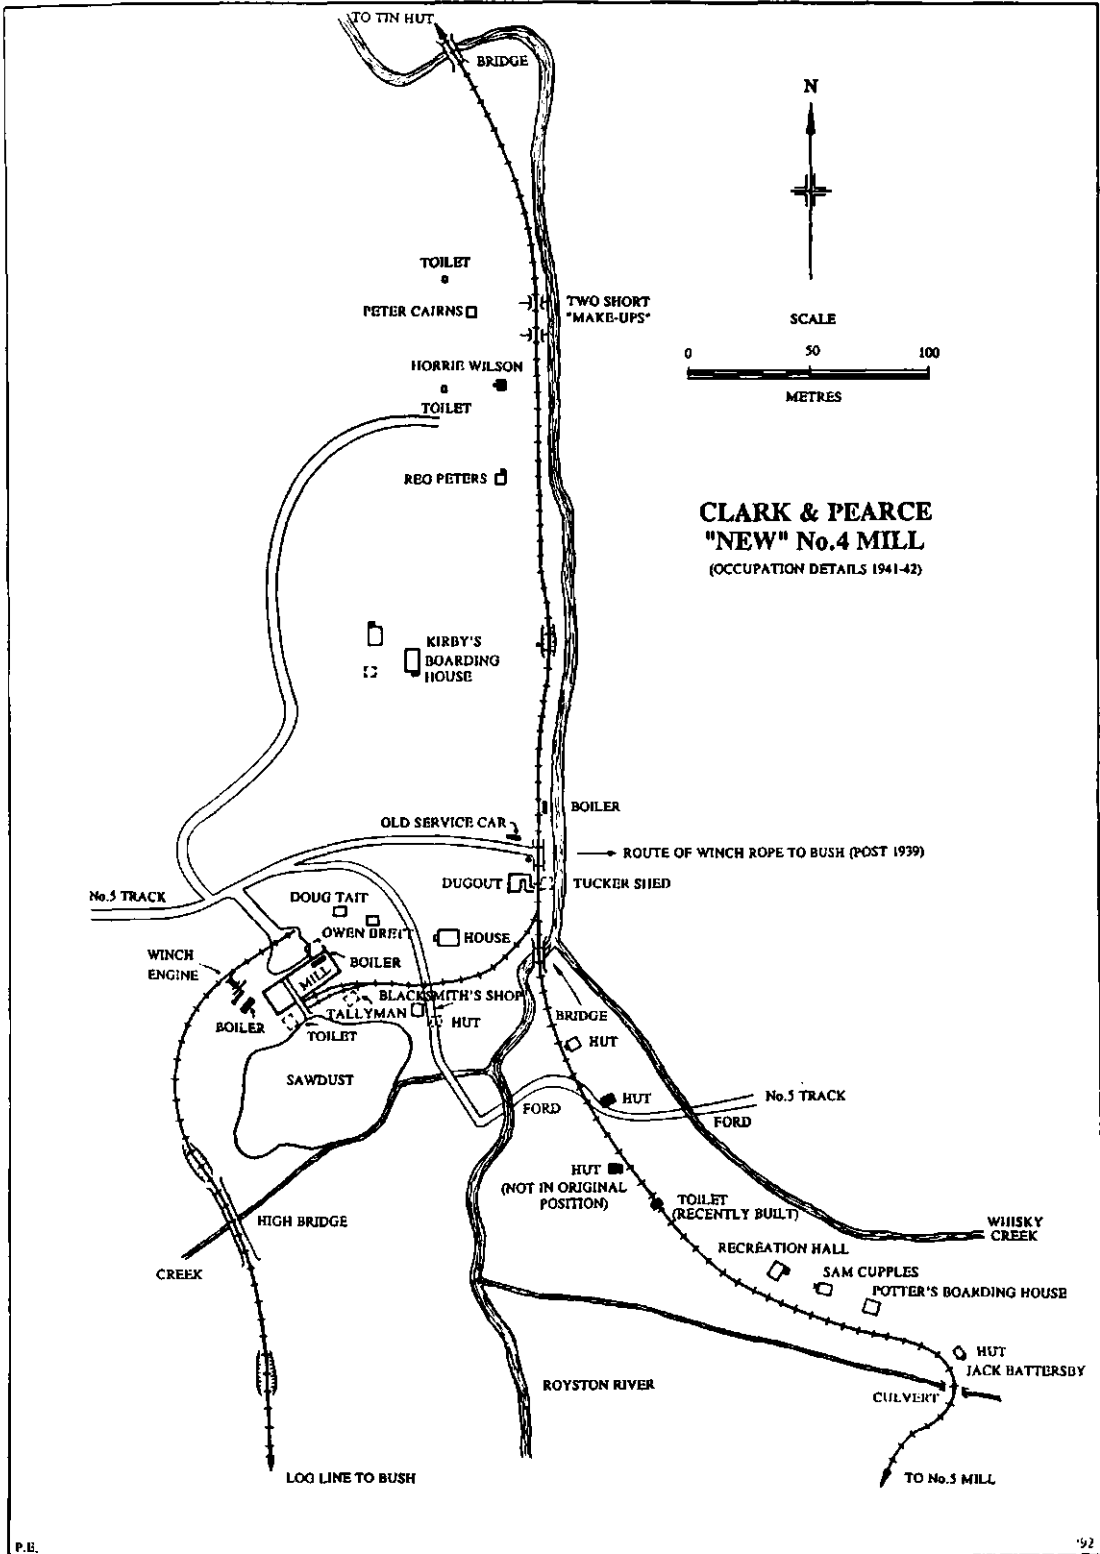 TO TIN HUT
BRIDGE
N
TOILET
PETER CAIRNS
TWO SHORT
"MAKE-UPS"
SCALE
0 50 100
METRES
HORRIE WILSON
TOILET
REG PETERS
CLARK & PEARCE
"NEW" No.4 MILL
(OCCUPATION DETAILS 1941-42)
KIRBY'S
BOARDING
HOUSE
BOILER
OLD SERVICE CAR
ROUTE OF WINCH ROPE TO BUSH (POST 1939)
DUGOUT
TUCKER SHED
No.5 TRACK
DOUG TAIT
OWEN BRETT
HOUSE
WINCH
ENGINE
BOILER
MILL
BLACKSMITH'S SHOP
TALLYMAN
HUT
BOILER
TOILET
BRIDGE
HUT
SAWDUST
HUT
No.5 TRACK
FORD
FORD
HUT
(NOT IN ORIGINAL
POSITION)
TOILET
(RECENTLY BUILT)
HIGH BRIDGE
WHISKY
CREEK
RECREATION HALL
CREEK
SAM CUPPLES
POTTER'S BOARDING HOUSE
HUT
JACK BATTERSBY
ROYSTON RIVER
CULVERT
LOG LINE TO BUSH
TO No.5 MILL
P.E.
'92